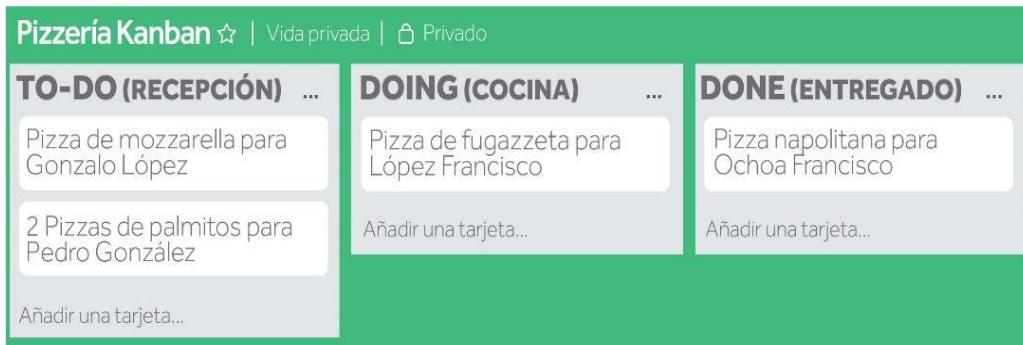 Pizzería Kanban ☆ | Vida privada | Privado
TO-DO (RECEPCIÓN) ...
Pizza de mozzarella para
Gonzalo López
2 Pizzas de palmitos para
Pedro González
Añadir una tarjeta...
DOING (COCINA) ...
Pizza de fugazzeta para
López Francisco
Añadir una tarjeta...
DONE (ENTREGADO) ...
Pizza napolitana para
Ochoa Francisco
Añadir una tarjeta...